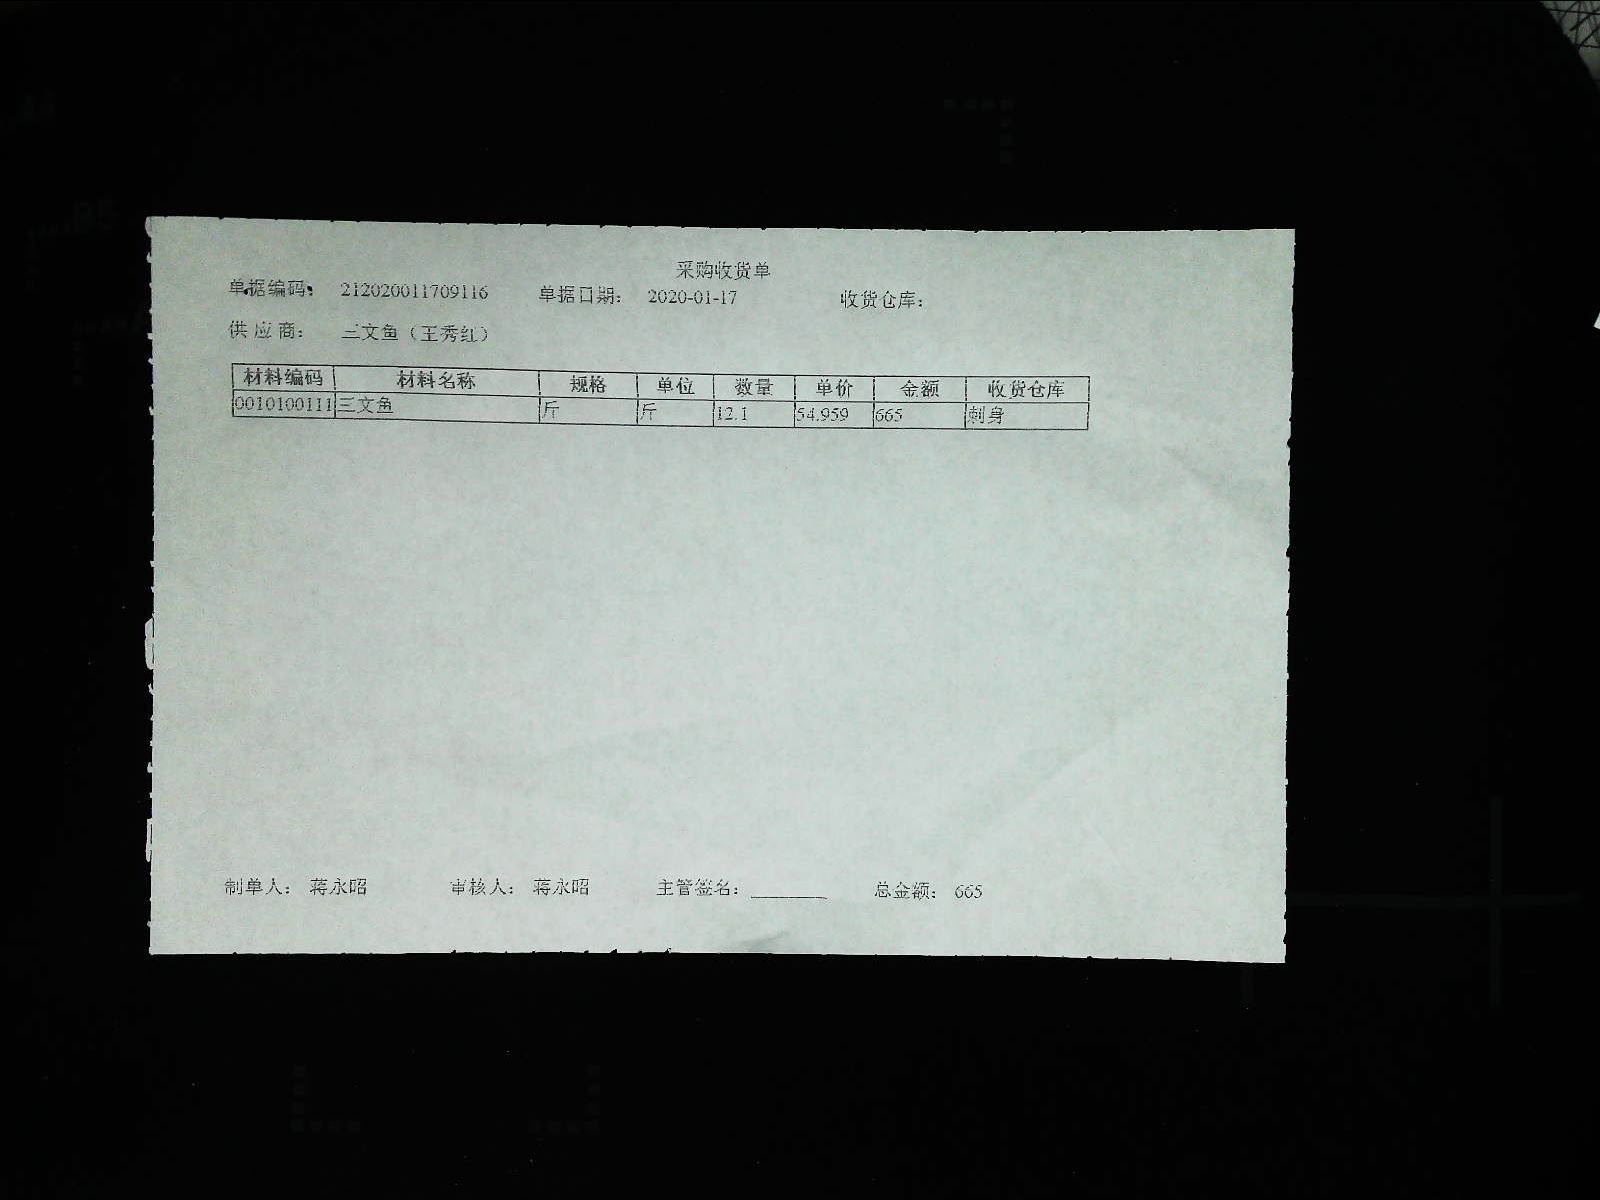 采购收货单
单据编码： 212020011709116 单据日期： 2020-01-17 收货仓库：
供 应 商： 三文鱼（王秀红）
材料编码 材料名称 规格 单位 数量 单价 金额 收货仓库
0010100111 三文鱼 斤 斤 12.1 54.959 665 刺身
制单人： 蒋永昭 审核人： 蒋永昭 主管签名：________ 总金额： 665